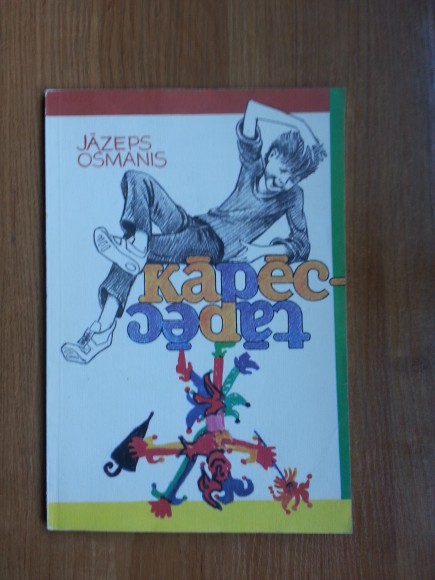 JĀZEPS
OSMANIS
Kāpēc-
tāpēc